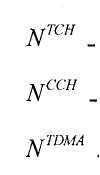 N^TCH –
N^CCH –
N^TDMA -